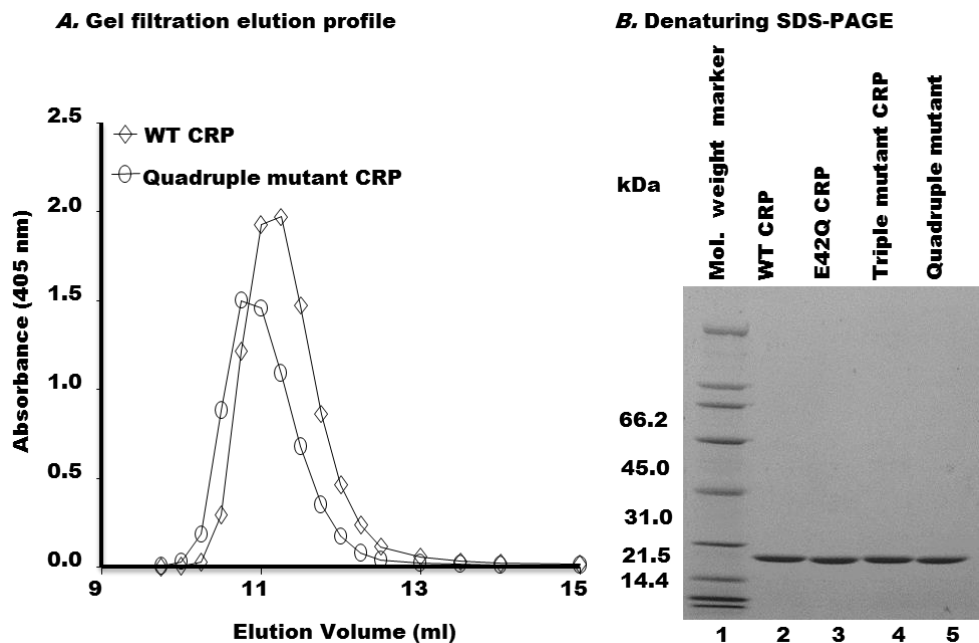 A. Gel filtration elution profile
2.5
2.0
1.5
1.0
0.5
0.0
Absorbance (405 nm)
WT CRP
Quadruple mutant CRP
9
11
13
15
Elution Volume (ml)
B. Denaturing SDS-PAGE
kDa
Mol. weight marker
WT CRP
E42Q CRP
Triple mutant CRP
Quadruple mutant
66.2
45.0
31.0
21.5
14.4
1 2 3 4 5